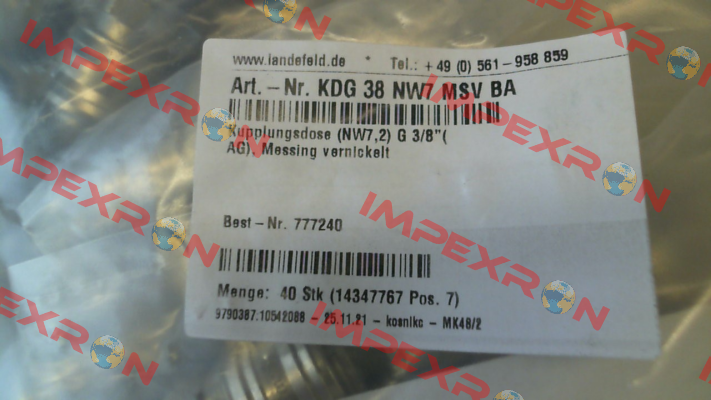 www.landefeld.de * Tel.: +49 (0) 561-958 859
Art.-Nr. KDG 38 NW7 MSV BA
Kupplungsdose (NW7,2) G 3/8"(
AG), Messing vernickelt
Best-Nr. 777240
Menge: 40 Stk (14347767 Pos. 7)
9790387.10542088 - 25.11.21 - kosnikc - MK48/2
IMPEXRON
IMPEXRON
IMPEXRON
IMPEXRON
IMPEXRON